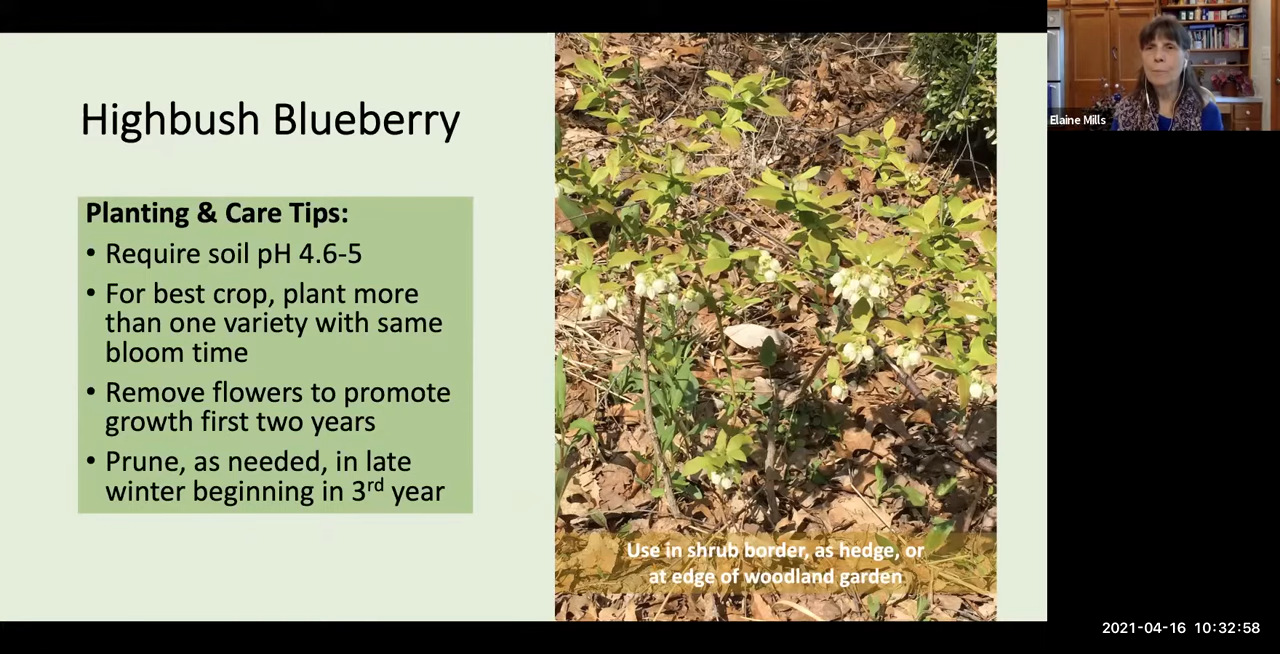 Highbush Blueberry
Planting & Care Tips:
• Require soil pH 4.6-5
• For best crop, plant more
than one variety with same
bloom time
• Remove flowers to promote
growth first two years
• Prune, as needed, in late
winter beginning in 3rd year
Use in shrub border, as hedge, or
at edge of woodland garden
Elaine Mills
2021-04-16 10:32:58